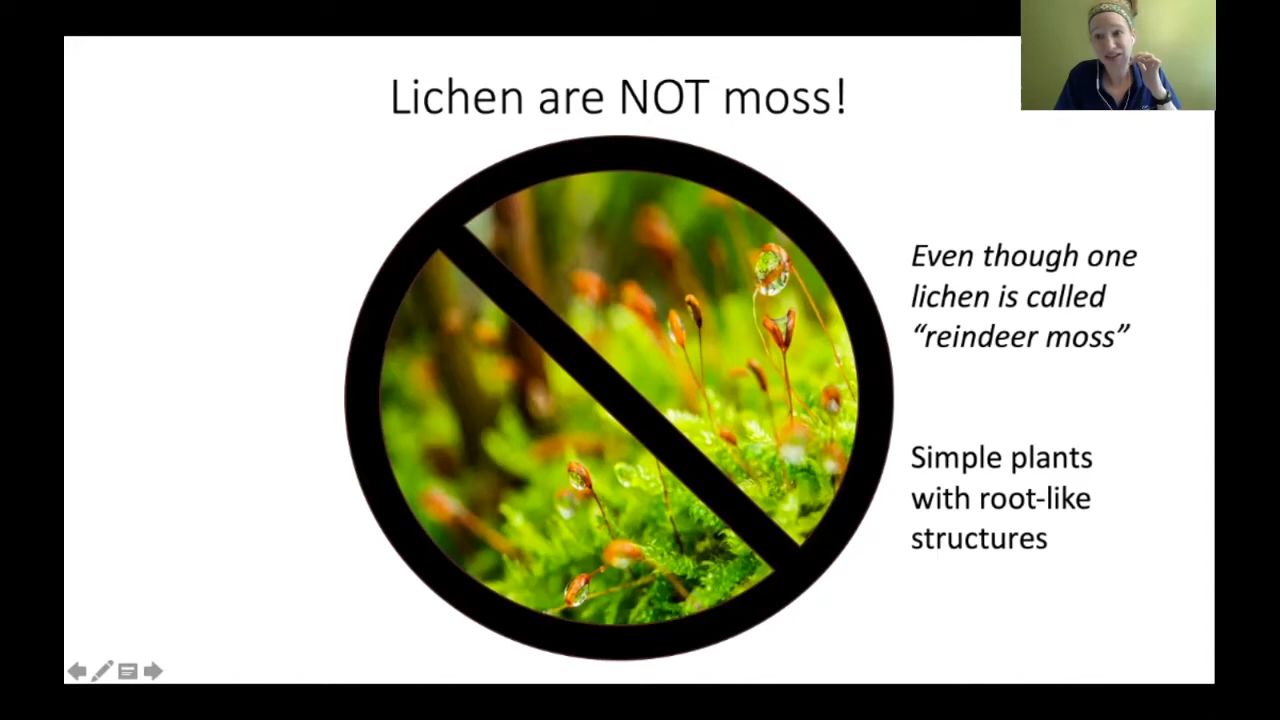 Lichen are NOT moss!
Even though one
lichen is called
“reindeer moss”
Simple plants
with root-like
structures